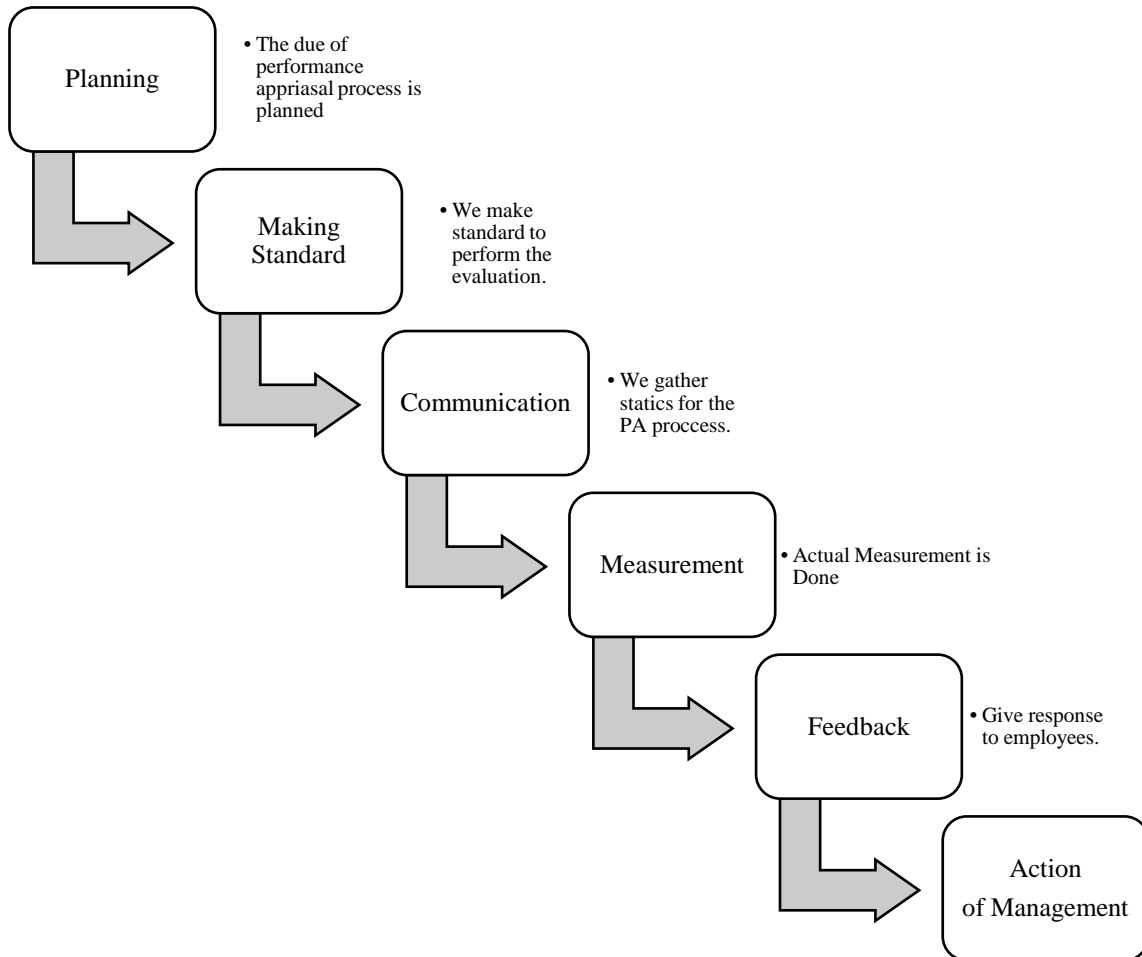 Planning
• The due of
performance
appriasal process is
planned
Making
Standard
• We make
standard to
perform the
evaluation.
Communication
• We gather
statics for the
PA proccess.
Measurement
• Actual Measurement is
Done
Feedback
• Give response
to employees.
Action
of Management